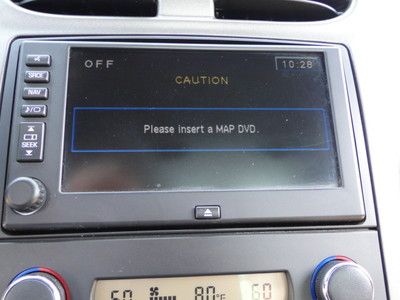 OFF
10:28
CAUTION
Please insert a MAP DVD.
SRCE
NAV
SEEK
60
80°F
60